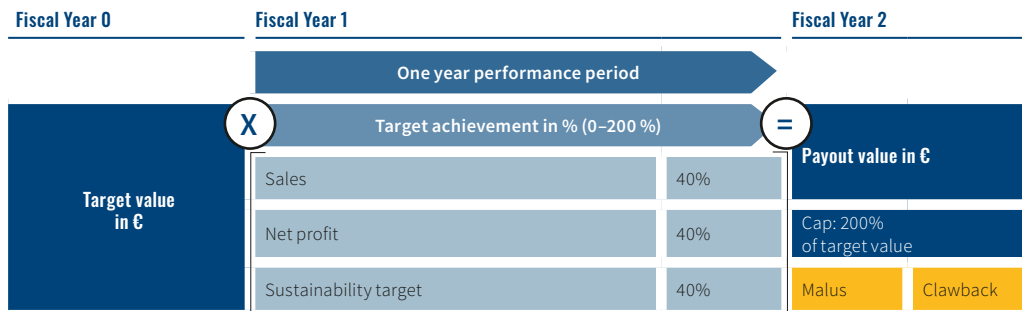 Fiscal Year 0
Fiscal Year 1
Fiscal Year 2
One year performance period
X
Target achievement in % (0–200 %)
=
Target value
in €
Sales
40%
Net profit
40%
Sustainability target
40%
Payout value in €
Cap: 200%
of target value
Malus
Clawback